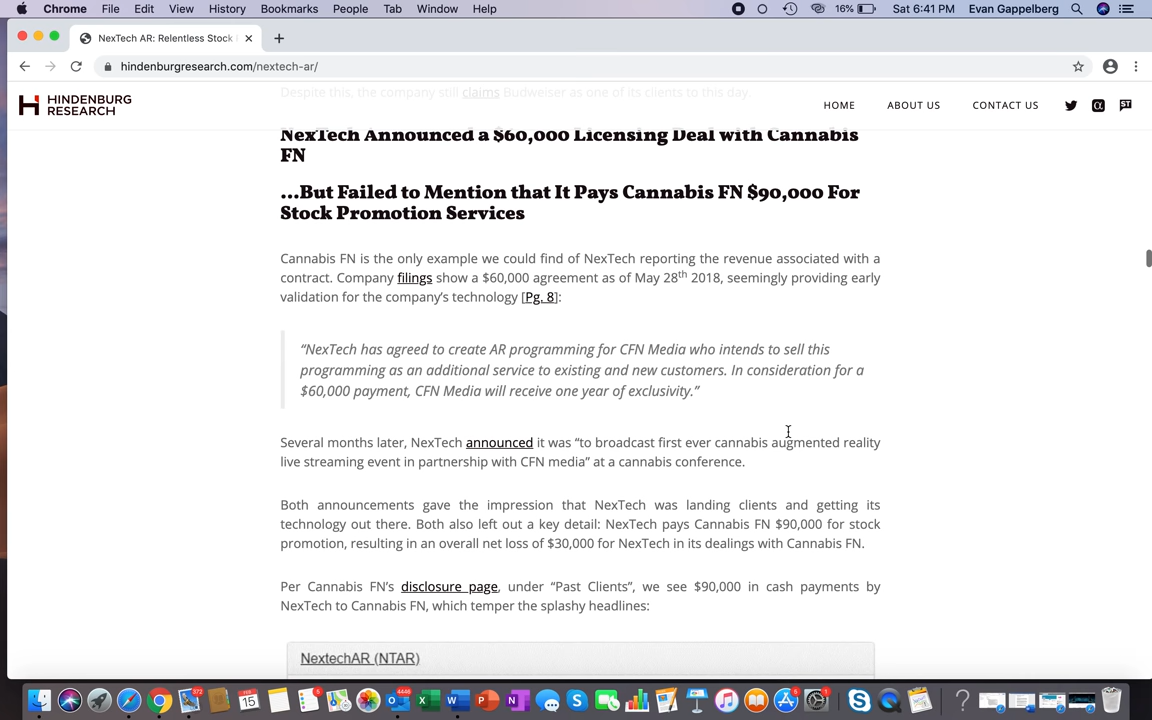 Chrome File Edit View History Bookmarks People Tab Window Help 16% Sat 6:41 PM Evan Gappelberg
NexTech AR: Relentless Stock
hindenburgresearch.com/nextech-ar/
HINDENBURG
RESEARCH
HOME ABOUT US CONTACT US
Despite this, the company still claims Budweiser as one of its clients to this day.
NexTech Announced a $60,000 Licensing Deal with Cannabis
FN
…But Failed to Mention that It Pays Cannabis FN $90,000 For
Stock Promotion Services
Cannabis FN is the only example we could find of NexTech reporting the revenue associated with a
contract. Company filings show a $60,000 agreement as of May 28th 2018, seemingly providing early
validation for the company's technology [Pg. 8]:
“NexTech has agreed to create AR programming for CFN Media who intends to sell this
programming as an additional service to existing and new customers. In consideration for a
$60,000 payment, CFN Media will receive one year of exclusivity.”
Several months later, NexTech announced it was “to broadcast first ever cannabis augmented reality
live streaming event in partnership with CFN media” at a cannabis conference.
Both announcements gave the impression that NexTech was landing clients and getting its
technology out there. Both also left out a key detail: NexTech pays Cannabis FN $90,000 for stock
promotion, resulting in an overall net loss of $30,000 for NexTech in its dealings with Cannabis FN.
Per Cannabis FN's disclosure page, under “Past Clients”, we see $90,000 in cash payments by
NexTech to Cannabis FN, which temper the splashy headlines:
NextechAR (NTAR)